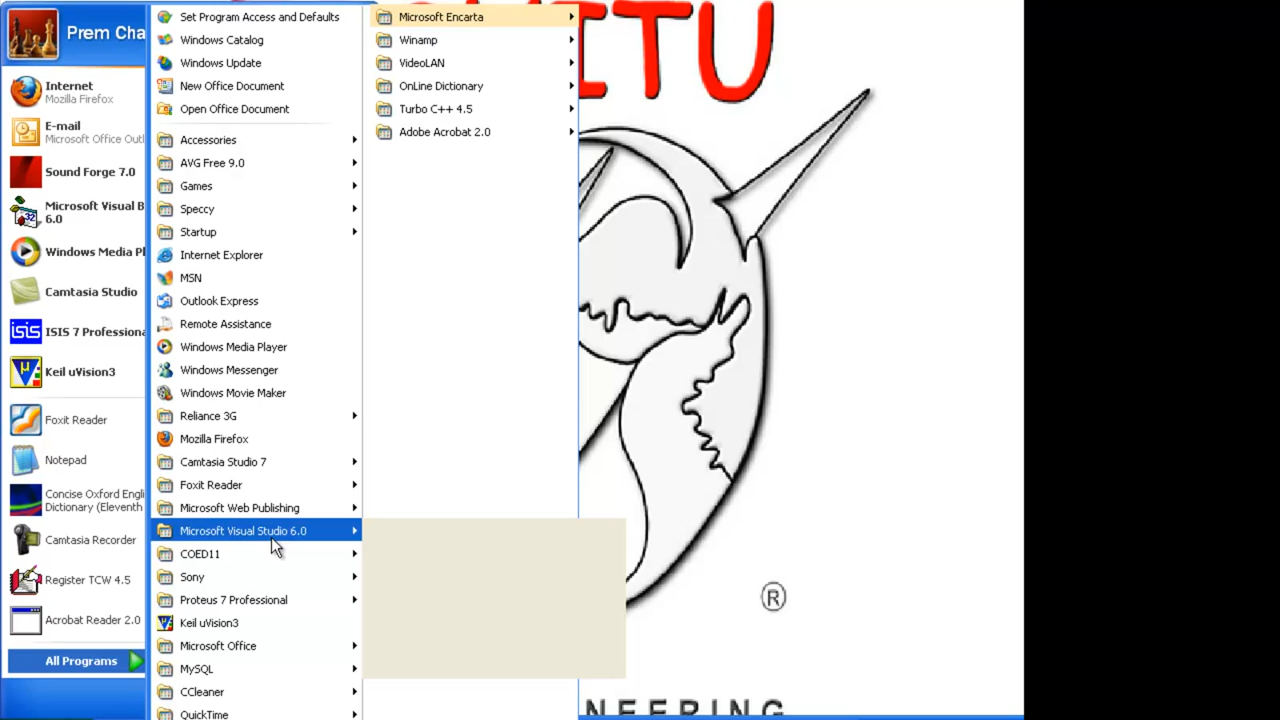 ITU
Prem Cha
Internet
Mozilla Firefox
E-mail
Microsoft Office Outl
Sound Forge 7.0
Microsoft Visual B
6.0
Windows Media Pl
Camtasia Studio
ISIS 7 Professiona
Keil uVision3
Foxit Reader
Notepad
Concise Oxford Engli
Dictionary (Eleventh
Camtasia Recorder
Register TCW 4.5
Acrobat Reader 2.0
All Programs
Set Program Access and Defaults
Windows Catalog
Windows Update
New Office Document
Open Office Document
Accessories
AVG Free 9.0
Games
Speccy
Startup
Internet Explorer
MSN
Outlook Express
Remote Assistance
Windows Media Player
Windows Messenger
Windows Movie Maker
Reliance 3G
Mozilla Firefox
Camtasia Studio 7
Foxit Reader
Microsoft Web Publishing
Microsoft Visual Studio 6.0
COED11
Sony
Proteus 7 Professional
Keil uVision3
Microsoft Office
MySQL
CCleaner
QuickTime
Microsoft Encarta
Winamp
VideoLAN
OnLine Dictionary
Turbo C++ 4.5
Adobe Acrobat 2.0
®
NEERING